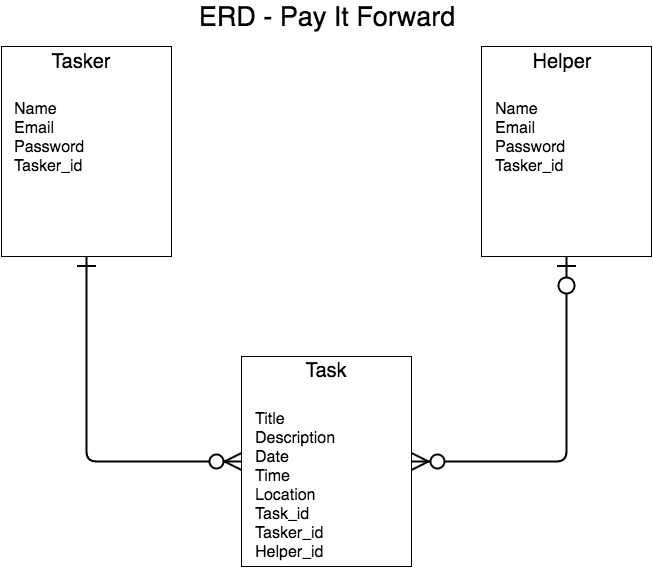 ERD - Pay It Forward
Tasker
Name
Email
Password
Tasker_id
Helper
Name
Email
Password
Tasker_id
Task
Title
Description
Date
Time
Location
Task_id
Tasker_id
Helper_id